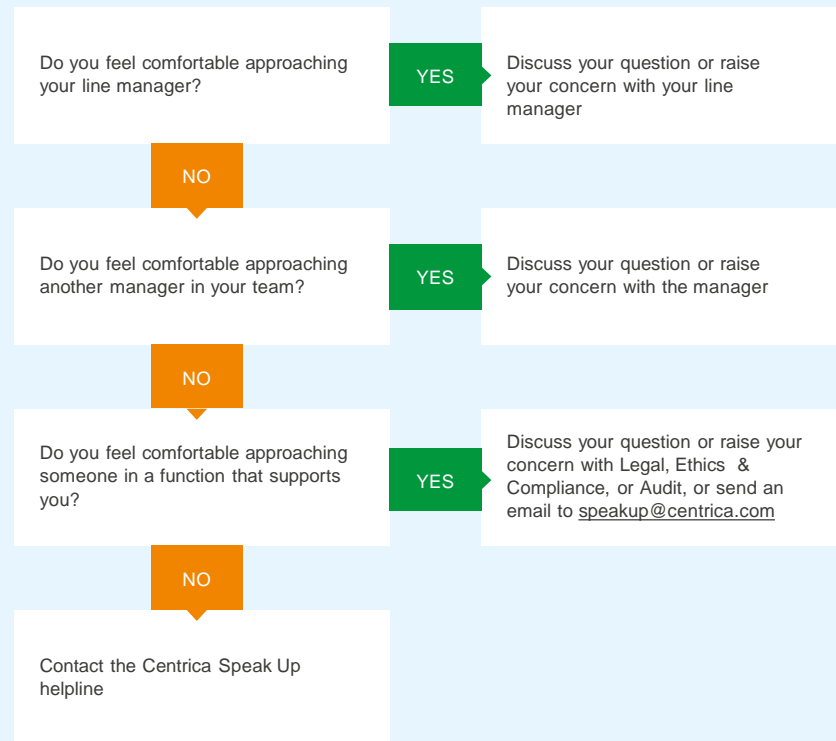 Do you feel comfortable approaching
your line manager?
YES
Discuss your question or raise
your concern with your line
manager
NO
Do you feel comfortable approaching
another manager in your team?
YES
Discuss your question or raise
your concern with the manager
NO
Do you feel comfortable approaching
someone in a function that supports
you?
YES
Discuss your question or raise your
concern with Legal, Ethics &
Compliance, or Audit, or send an
email to speakup@centrica.com
NO
Contact the Centrica Speak Up
helpline